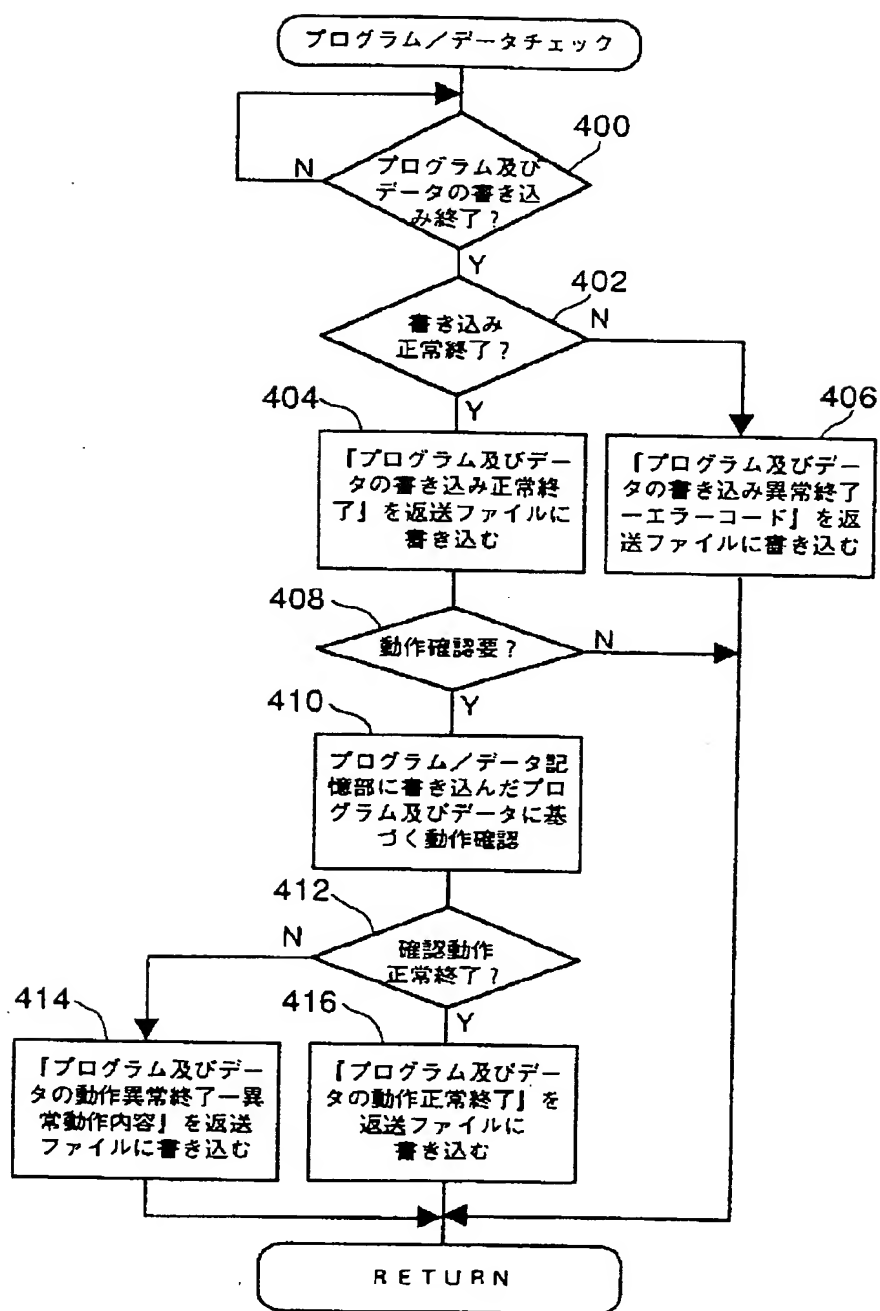 プログラム／データチェック
400
N
プログラム及び
データの書き込
み終了？
Y
402
書き込み
正常終了？
N
Y
404
『プログラム及びデー
タの書き込み正常終
了』を返送ファイルに
書き込む
406
『プログラム及びデー
タの書き込み異常終了
ーエラーコード』を返
送ファイルに書き込む
408
動作確認要？
N
Y
410
プログラム／データ記
憶部に書き込んだプロ
グラム及びデータに基
づく動作確認
412
N
確認動作
正常終了？
Y
414
『プログラム及びデー
タの動作異常終了ー異
常動作内容』を返送
ファイルに書き込む
416
『プログラム及びデー
タの動作正常終了』を
返送ファイルに
書き込む
RETURN